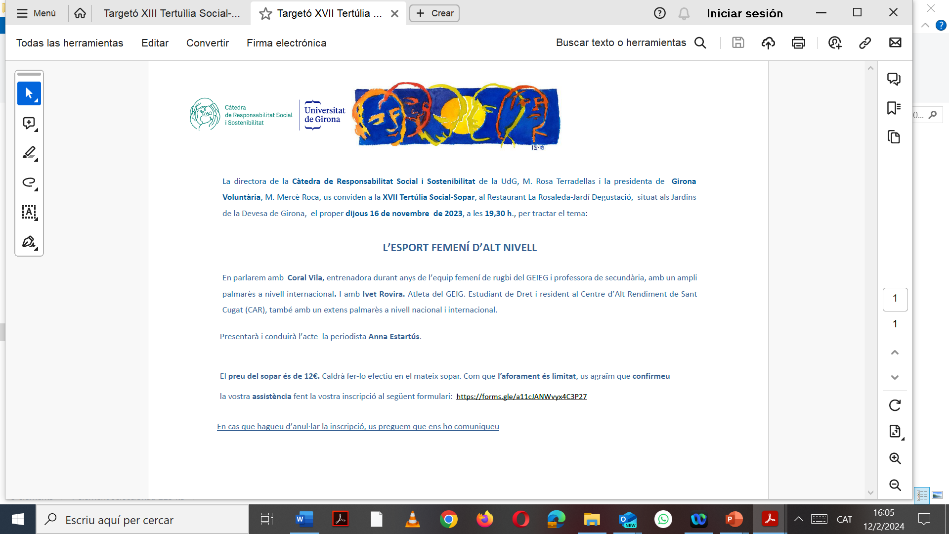 Menú
Targetó XIII Tertuïlia Social-...
Targetó XVII Tertúlia ...
Crear
Iniciar sesión
Todas las herramientas
Editar
Convertir
Firma electrónica
Buscar texto o herramientas
Càtedra
de Responsabilitat Social
i Sostenibilitat
Universitat
de Girona
La directora de la Càtedra de Responsabilitat Social i Sostenibilitat de la UdG, M. Rosa Terradellas i la presidenta de Girona
Voluntària, M. Mercè Roca, us conviden a la XVII Tertúlia Social-Sopar, al Restaurant La Rosaleda-Jardí Degustació, situat als Jardins
de la Devesa de Girona, el proper dijous 16 de novembre de 2023, a les 19,30 h., per tractar el tema:
L'ESPORT FEMENÍ D'ALT NIVELL
En parlarem amb Coral Vila, entrenadora durant anys de l'equip femení de rugbi del GEIEG i professora de secundària, amb un ampli
palmarès a nivell internacional. I amb Ivet Rovira. Atleta del GEIG. Estudiant de Dret i resident al Centre d'Alt Rendiment de Sant
Cugat (CAR), també amb un extens palmarès a nivell nacional i internacional.
Presentarà i conduirà l'acte la periodista Anna Estartús.
El preu del sopar és de 12€. Caldrà fer-lo efectiu en el mateix sopar. Com que l'aforament és limitat, us agraïm que confirmeu
la vostra assistència fent la vostra inscripció al següent formulari: https://forms.gle/a11cJANWvyx4C3P27
En cas que hagueu d'anul·lar la inscripció, us preguem que ens ho comuniqueu
1
1
Escriu aquí per cercar
CAT
16:05
12/2/2024